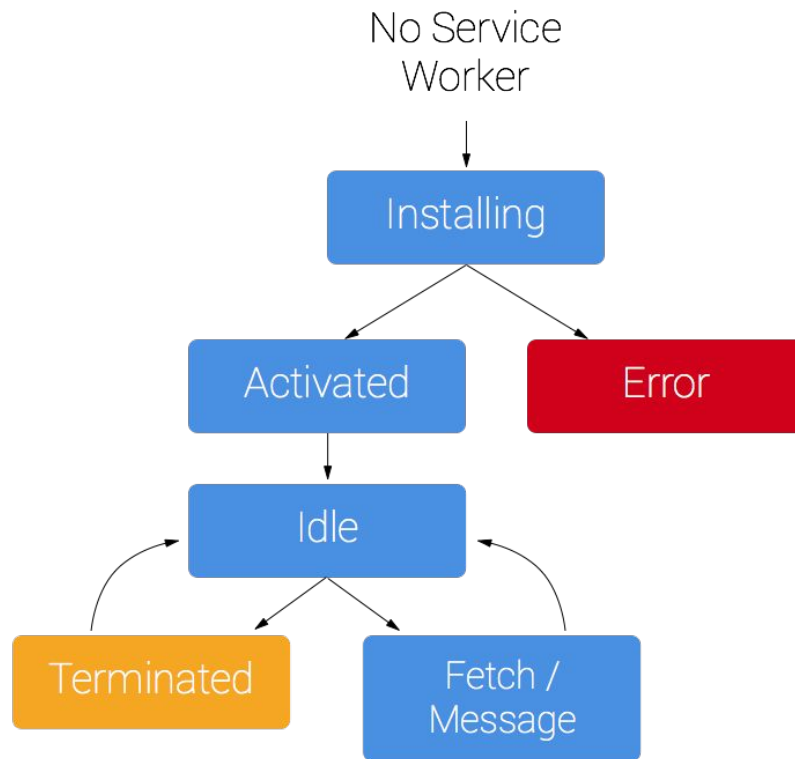 No Service
Worker
Installing
Activated
Error
Idle
Terminated
Fetch /
Message